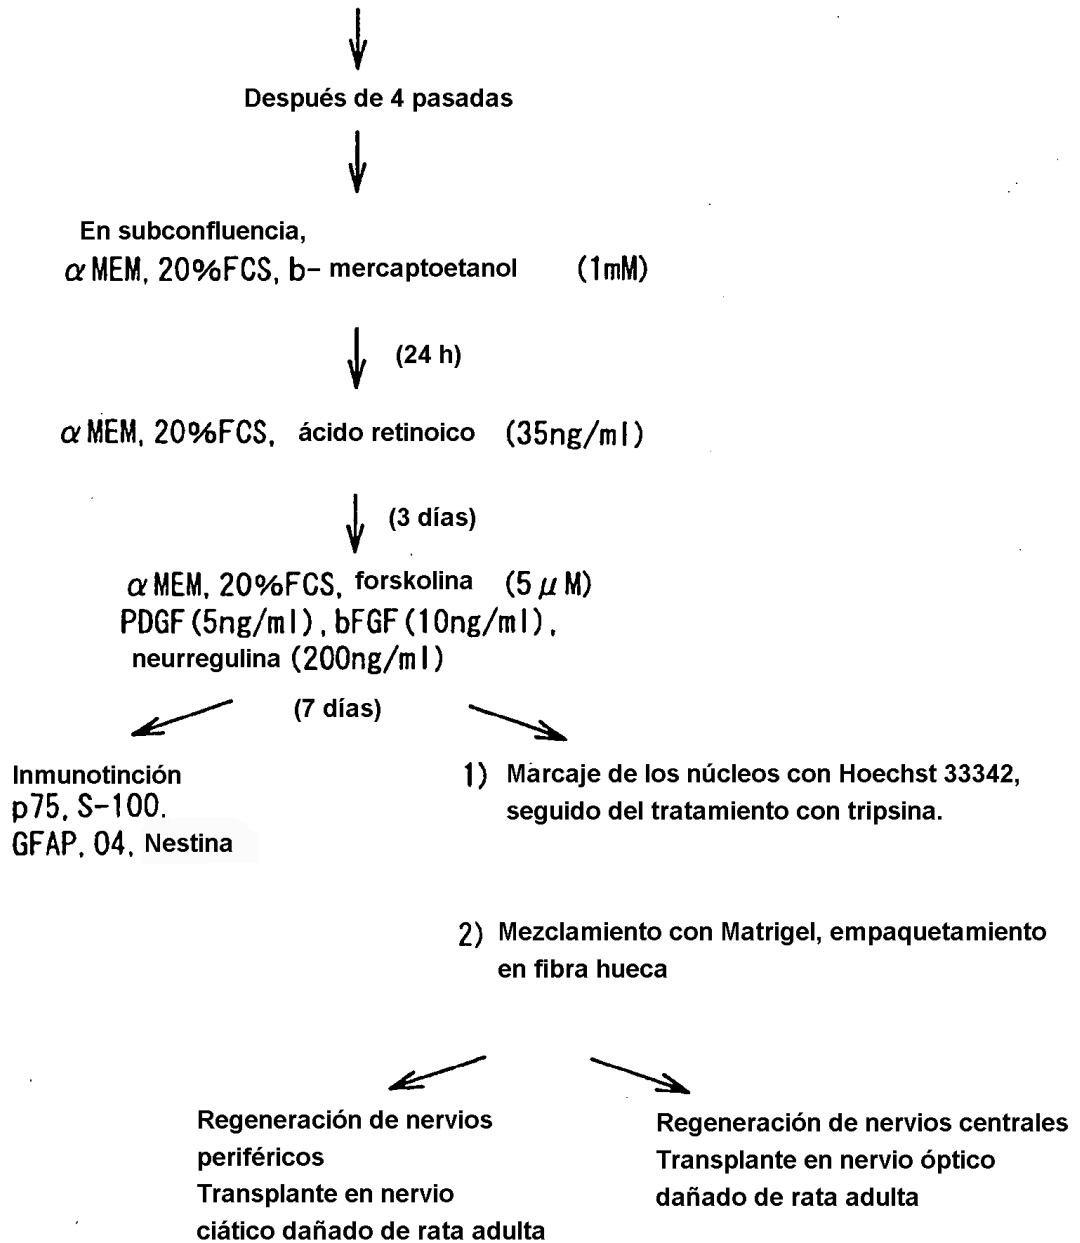 Después de 4 pasadas
En subconfluencia,
αMEM, 20%FCS, b- mercaptoetanol (1mM)
(24 h)
αMEM, 20%FCS, ácido retinoico (35ng/ml)
(3 días)
αMEM, 20%FCS, forskolina (5μM)
PDGF(5ng/ml), bFGF(10ng/ml),
neurregulina (200ng/ml)
(7 días)
Inmunotinción
p75, S-100.
GFAP, O4, Nestina
1) Marcaje de los núcleos con Hoechst 33342,
seguido del tratamiento con tripsina.
2) Mezclamiento con Matrigel, empaquetamiento
en fibra hueca
Regeneración de nervios
periféricos
Transplante en nervio
ciático dañado de rata adulta
Regeneración de nervios centrales
Transplante en nervio óptico
dañado de rata adulta